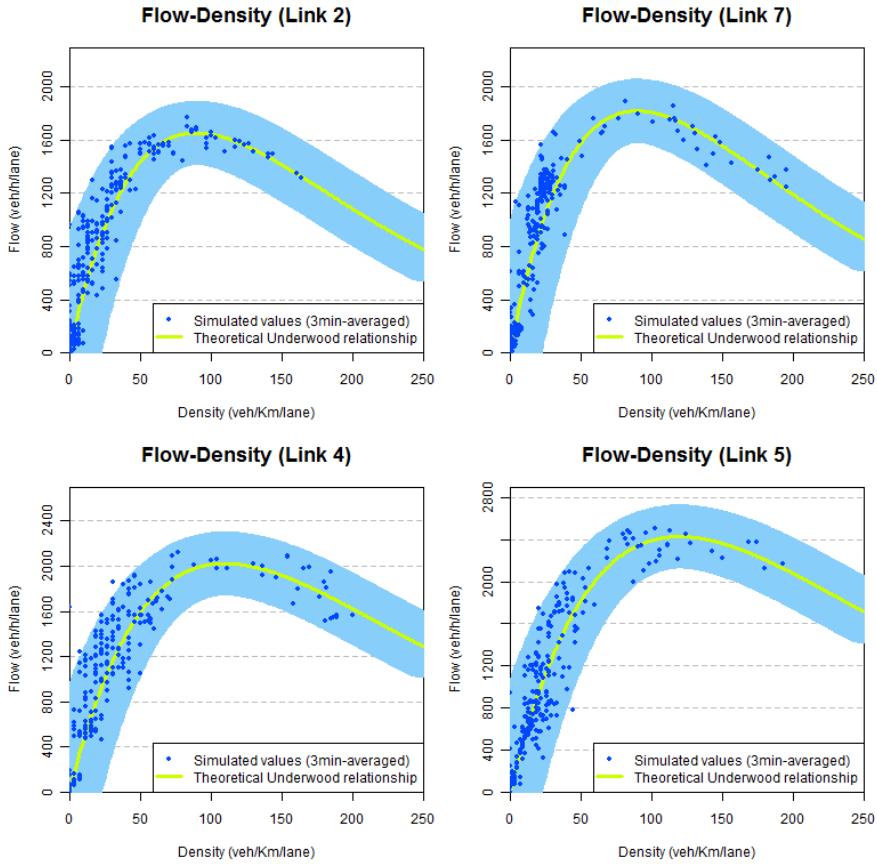 Flow-Density (Link 2)
Flow (veh/h/lane)
2000
1600
1200
800
400
0
Simulated values (3min-averaged)
Theoretical Underwood relationship
0 50 100 150 200 250
Density (veh/Km/lane)
Flow-Density (Link 7)
Flow (veh/h/lane)
2000
1600
1200
800
400
0
Simulated values (3min-averaged)
Theoretical Underwood relationship
0 50 100 150 200 250
Density (veh/Km/lane)
Flow-Density (Link 4)
Flow (veh/h/lane)
2400
2000
1600
1200
800
400
0
Simulated values (3min-averaged)
Theoretical Underwood relationship
0 50 100 150 200 250
Density (veh/Km/lane)
Flow-Density (Link 5)
Flow (veh/h/lane)
2800
2000
1200
800
400
0
Simulated values (3min-averaged)
Theoretical Underwood relationship
0 50 100 150 200 250
Density (veh/Km/lane)